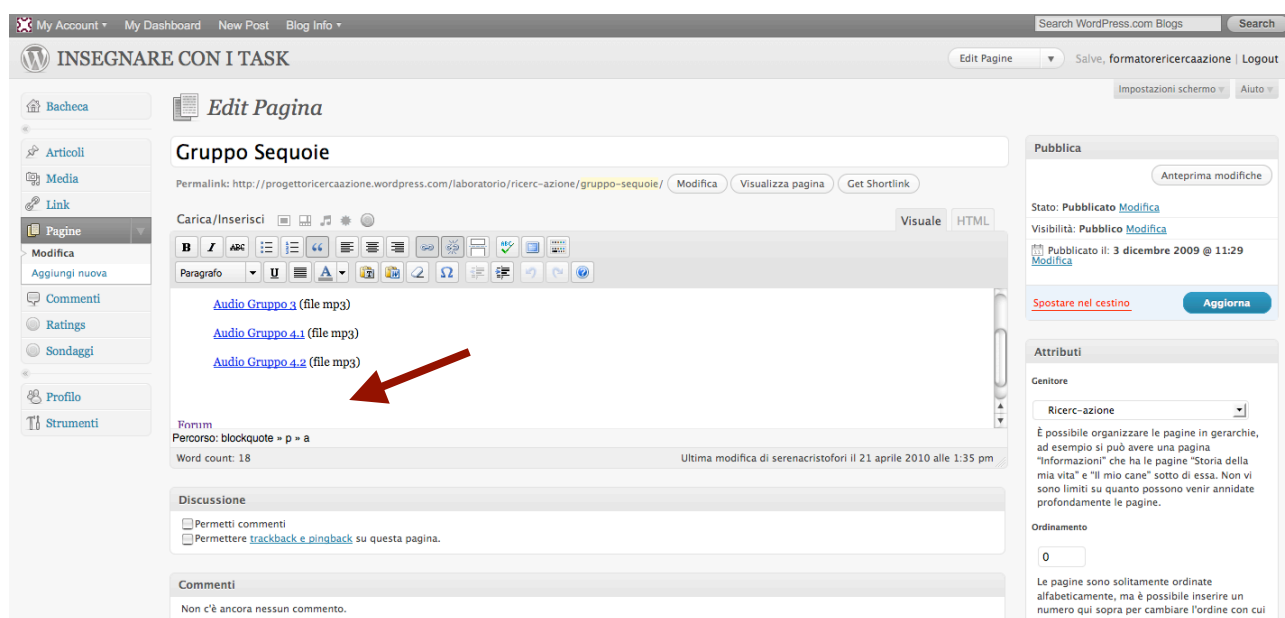 My Account My Dashboard New Post Blog Info Search WordPress.com Blogs Search
INSEGNARE CON I TASK Edit Pagine Salve, formatorericercaazione | Logout
Impostazioni schermo Aiuto
Bacheca
Articoli
Media
Link
Pagine
Modifica
Aggiungi nuova
Commenti
Ratings
Sondaggi
Profilo
Strumenti
Edit Pagina
Gruppo Sequoie
Permalink: http://progettoricercaazione.wordpress.com/laboratorio/ricerc-azione/gruppo-sequoie/ Modifica Visualizza pagina Get Shortlink
Carica/Inserisci Visuale HTML
B I ABC
Paragrafo U A
Audio Gruppo 3 (file mp3)
Audio Gruppo 4.1 (file mp3)
Audio Gruppo 4.2 (file mp3)
Forum
Percorso: blockquote » p » a
Word count: 18 Ultima modifica di serenacristofori il 21 aprile 2010 alle 1:35 pm
Discussione
Permetti commenti
Permettere trackback e pingback su questa pagina.
Commenti
Non c'è ancora nessun commento.
Pubblica
Anteprima modifiche
Stato: Pubblicato Modifica
Visibilità: Pubblico Modifica
Pubblicato il: 3 dicembre 2009 @ 11:29
Modifica
Spostare nel cestino Aggiorna
Attributi
Genitore
Ricerc-azione
È possibile organizzare le pagine in gerarchie,
ad esempio si può avere una pagina
"Informazioni" che ha le pagine "Storia della
mia vita" e "Il mio cane" sotto di essa. Non vi
sono limiti su quanto possono venir annidate
profondamente le pagine.
Ordinamento
0
Le pagine sono solitamente ordinate
alfabeticamente, ma è possibile inserire un
numero qui sopra per cambiare l'ordine con cui